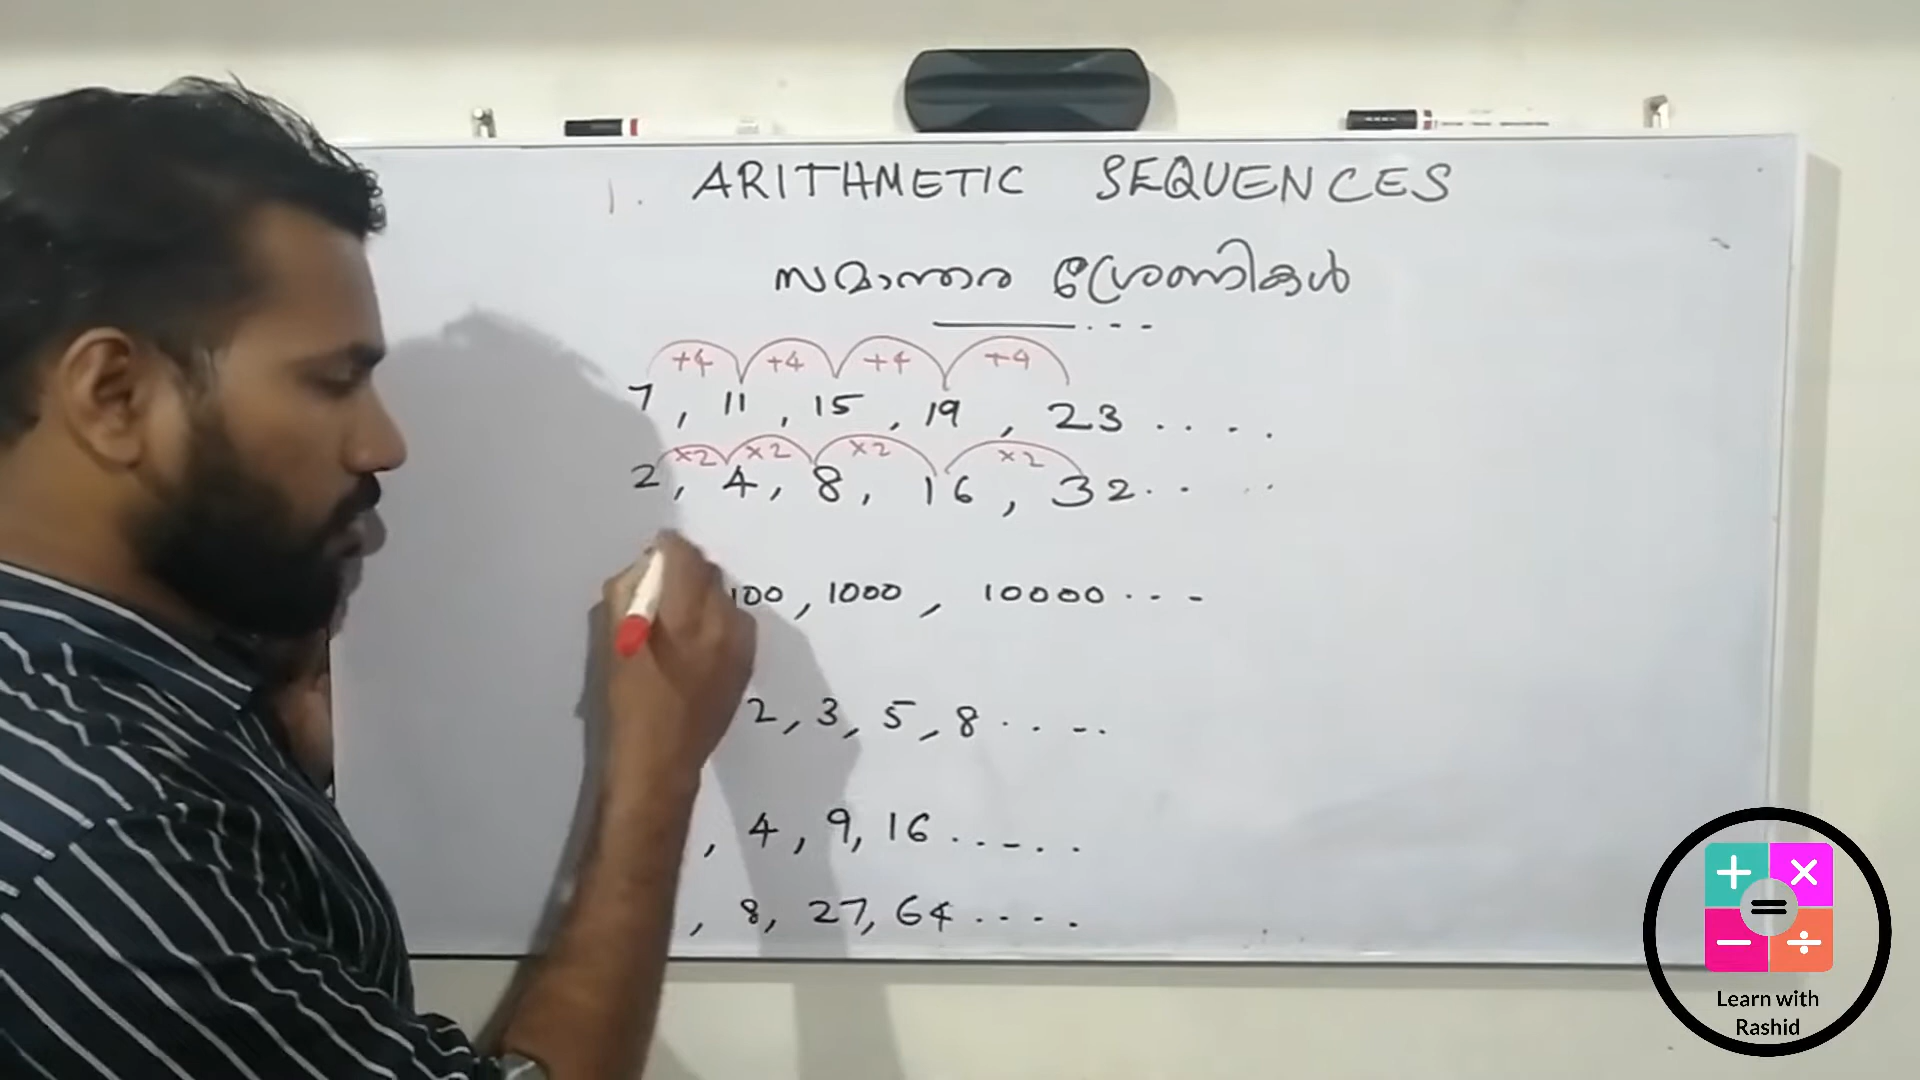 1. ARITHMETIC SEQUENCES
സമാന്തര ശ്രേണികൾ
+4 +4 +4 +4
7, 11, 15, 19, 23 ....
×2 ×2 ×2 ×2
2, 4, 8, 16, 32.. ..
100, 1000, 10000...
2, 3, 5, 8....
, 4, 9, 16.....
, 8, 27, 64....
+ ×
=
− ÷
Learn with
Rashid